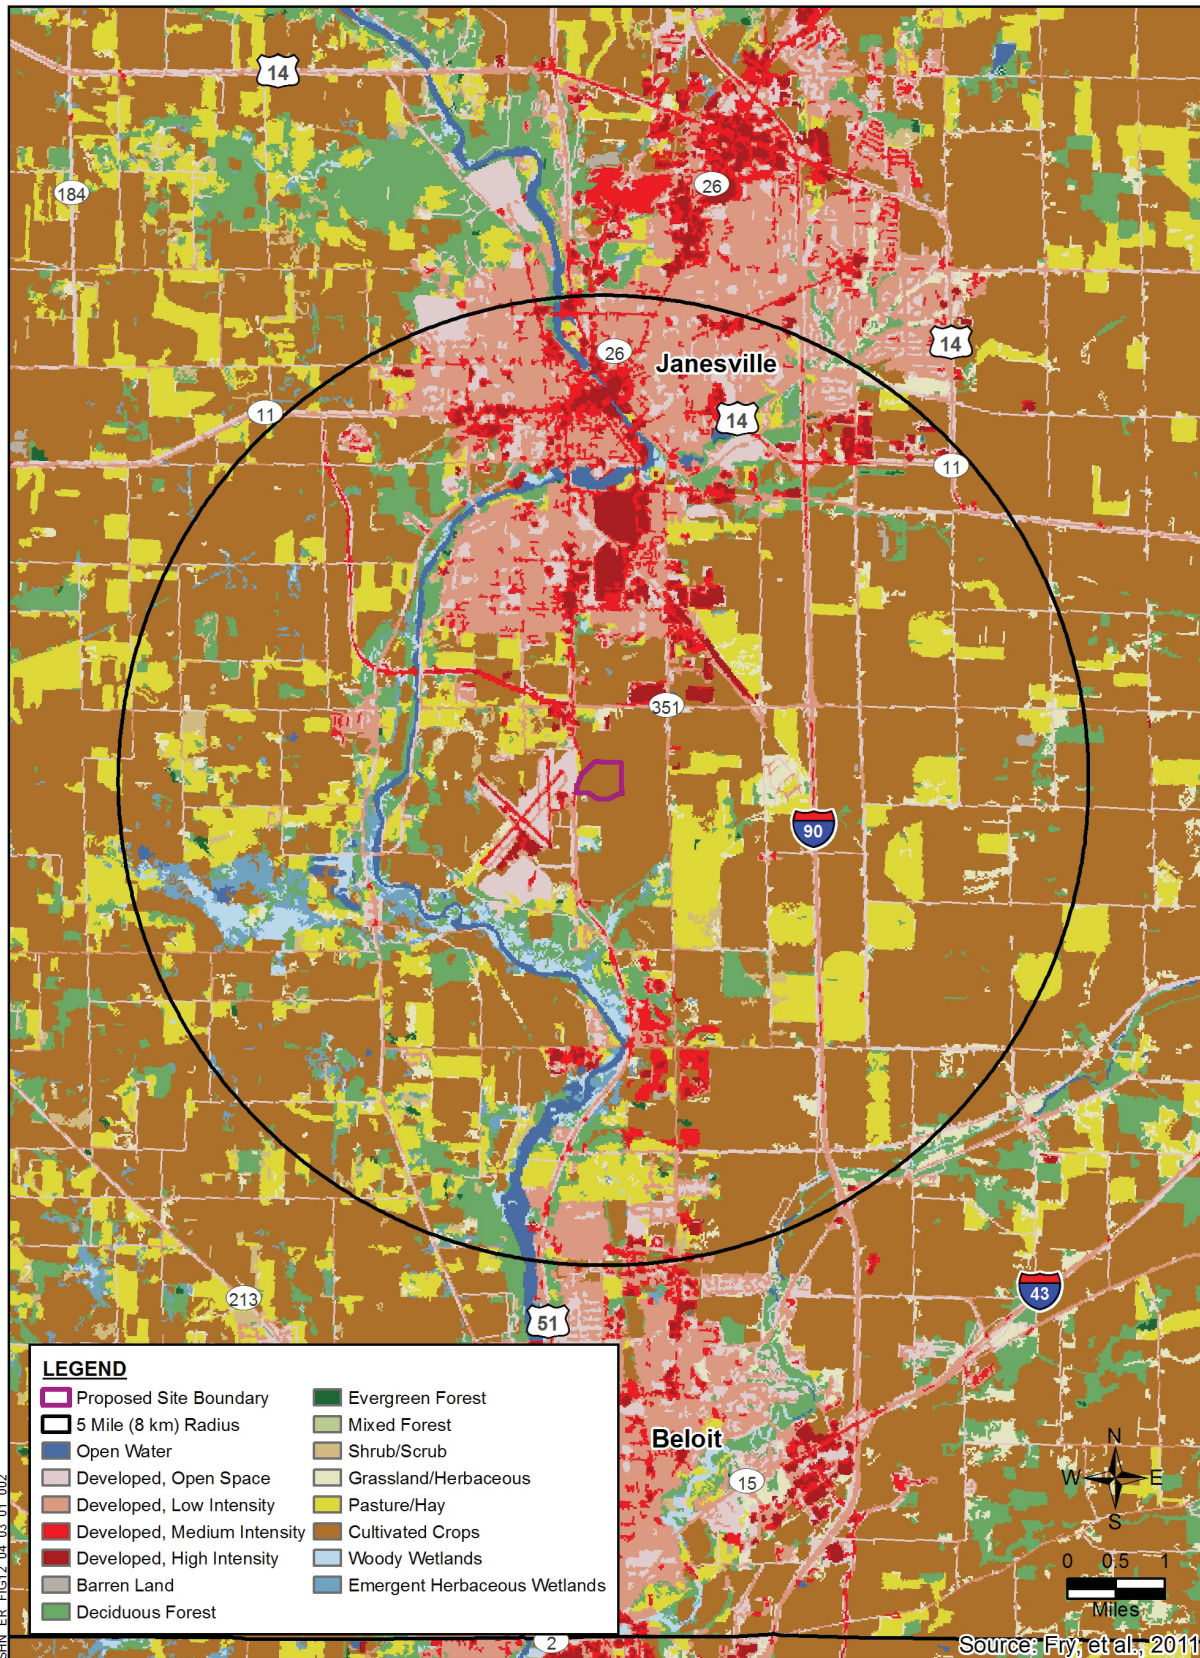 14
184
26
26
Janesville
14
14
11
11
351
90
213
51
43
Beloit
15
2
LEGEND
Proposed Site Boundary
5 Mile (8 km) Radius
Open Water
Developed, Open Space
Developed, Low Intensity
Developed, Medium Intensity
Developed, High Intensity
Barren Land
Deciduous Forest
Evergreen Forest
Mixed Forest
Shrub/Scrub
Grassland/Herbaceous
Pasture/Hay
Cultivated Crops
Woody Wetlands
Emergent Herbaceous Wetlands
N
W E
S
0 0.5 1
Miles
Source: Fry, et al., 2011